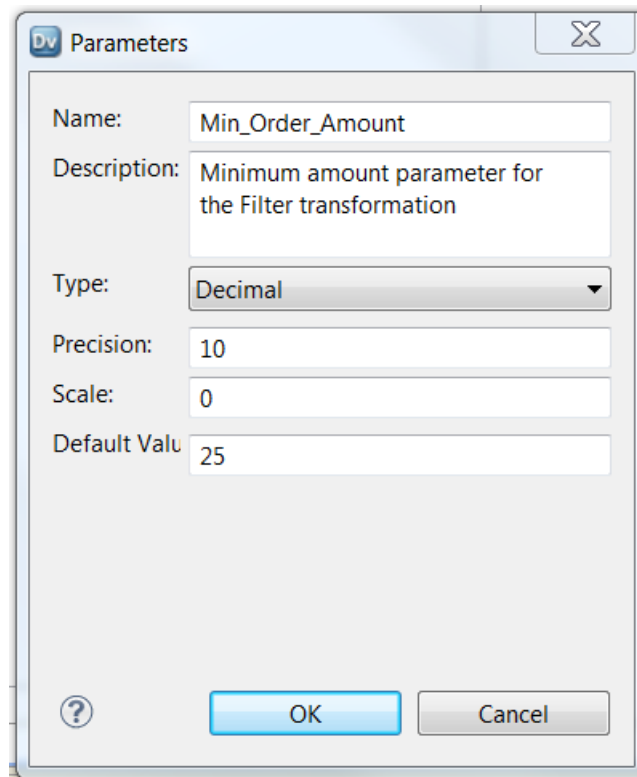 Dv Parameters
Name: Min_Order_Amount
Description: Minimum amount parameter for
the Filter transformation
Type: Decimal
Precision: 10
Scale: 0
Default Valu 25
? OK Cancel